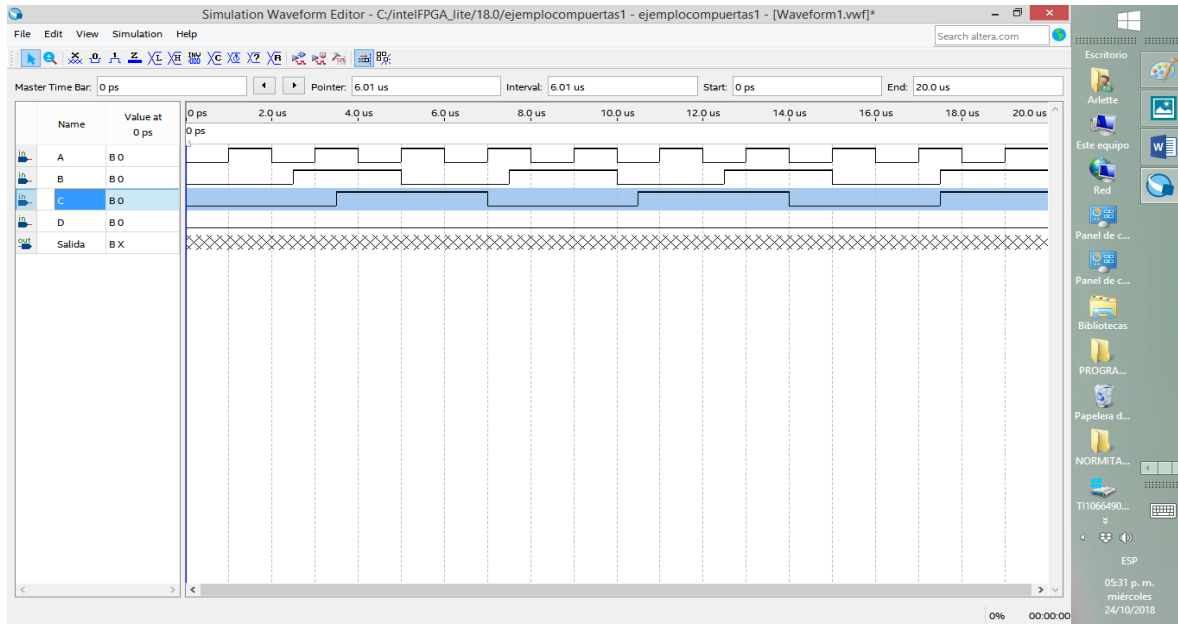 Simulation Waveform Editor - C:/intelFPGA_lite/18.0/ejemplocompuertas1 - ejemplocompuertas1 - [Waveform1.vwf]*
File Edit View Simulation Help
Search altera.com
Master Time Bar: 0 ps Pointer: 6.01 us Interval: 6.01 us Start: 0 ps End: 20.0 us
Name Value at 0 ps
0 ps 2.0 us 4.0 us 6.0 us 8.0 us 10.0 us 12.0 us 14.0 us 16.0 us 18.0 us 20.0 us
0 ps
in A B 0
in B B 0
in C B 0
in D B 0
out Salida B X
0% 00:00:00
Escritorio
Arlette
Este equipo
Red
Panel de c...
Panel de c...
Bibliotecas
PROGRA...
Papelera d...
NORMITA...
TI1066490...
ESP
05:31 p. m.
miércoles
24/10/2018